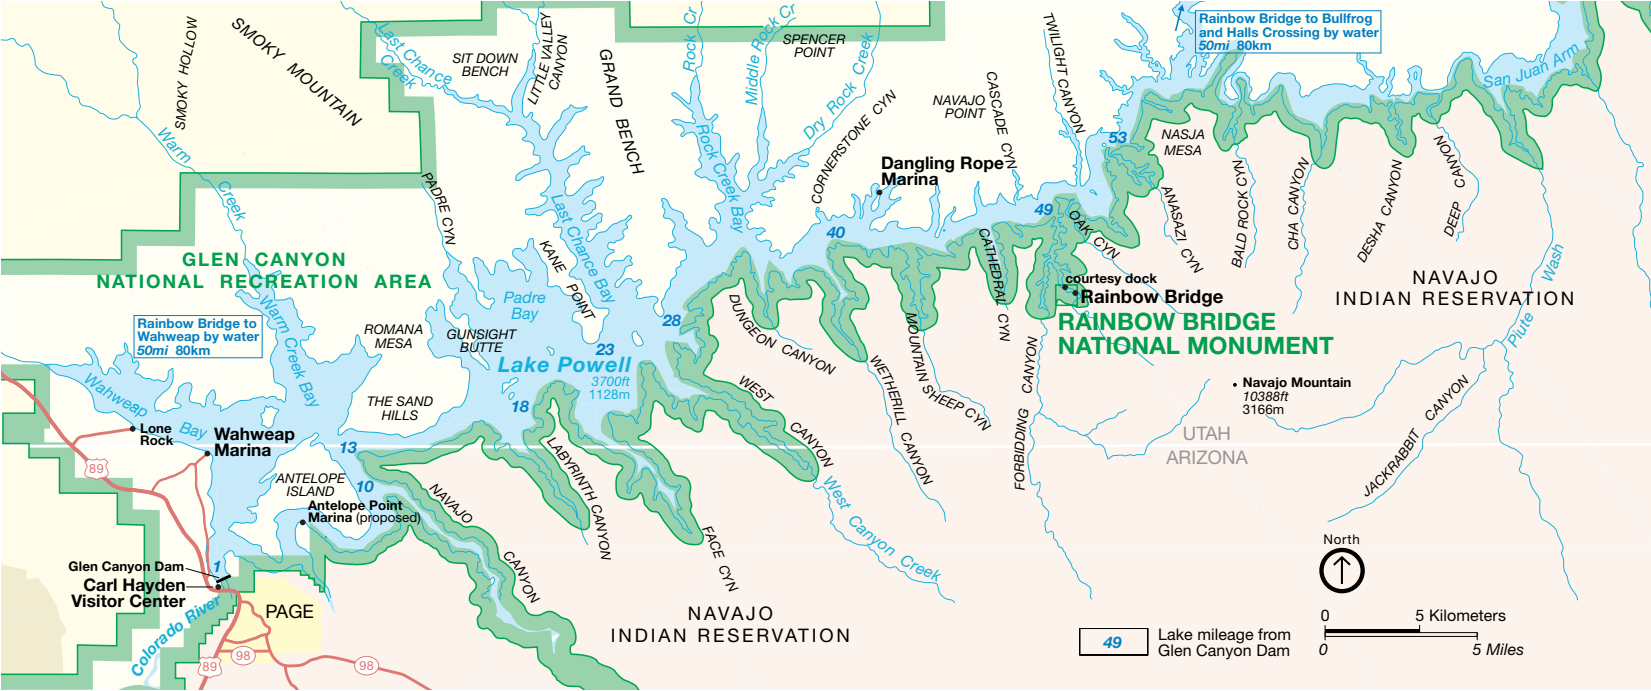 Rainbow Bridge to Bullfrog
and Halls Crossing by water
50mi 80km
SMOKY HOLLOW
SMOKY MOUNTAIN
Last Chance
Creek
SIT DOWN
BENCH
LITTLE VALLEY
CANYON
GRAND BENCH
Rock Cr
Middle Rock Cr
SPENCER
POINT
Dry Rock Creek
TWILIGHT CANYON
San Juan Arm
Warm
Creek
PADRE CYN
Rock Creek Bay
CORNERSTONE CYN
NAVAJO
POINT
CASCADE CYN
Dangling Rope
Marina
53
NASJA
MESA
ANASAZI CYN
BALD ROCK CYN
CHA CANYON
DESHA CANYON
DEEP CANYON
Last Chance Bay
KANE POINT
40
49
OAK CYN
CATHEDRAL CYN
GLEN CANYON
NATIONAL RECREATION AREA
Warm Creek Bay
Padre
Bay
Rainbow Bridge to
Wahweap by water
50mi 80km
ROMANA
MESA
GUNSIGHT
BUTTE
28
23
Lake Powell
3700ft
1128m
18
DUNGEON CANYON
WETHERILL CANYON
MOUNTAIN SHEEP CYN
courtesy dock
Rainbow Bridge
RAINBOW BRIDGE
NATIONAL MONUMENT
NAVAJO
INDIAN RESERVATION
Piute Wash
Navajo Mountain
10388ft
3166m
FORBIDDING CANYON
UTAH
ARIZONA
JACKRABBIT CANYON
Wahweap
Bay
Lone
Rock
THE SAND
HILLS
Wahweap
Marina
13
89
ANTELOPE
ISLAND
10
Antelope Point
Marina (proposed)
NAVAJO
CANYON
LABYRINTH CANYON
FACE CYN
WEST
CANYON
West Canyon Creek
Glen Canyon Dam
1
Carl Hayden
Visitor Center
Colorado River
PAGE
89
98
98
NAVAJO
INDIAN RESERVATION
North
49
Lake mileage from
Glen Canyon Dam
0
5 Kilometers
0
5 Miles